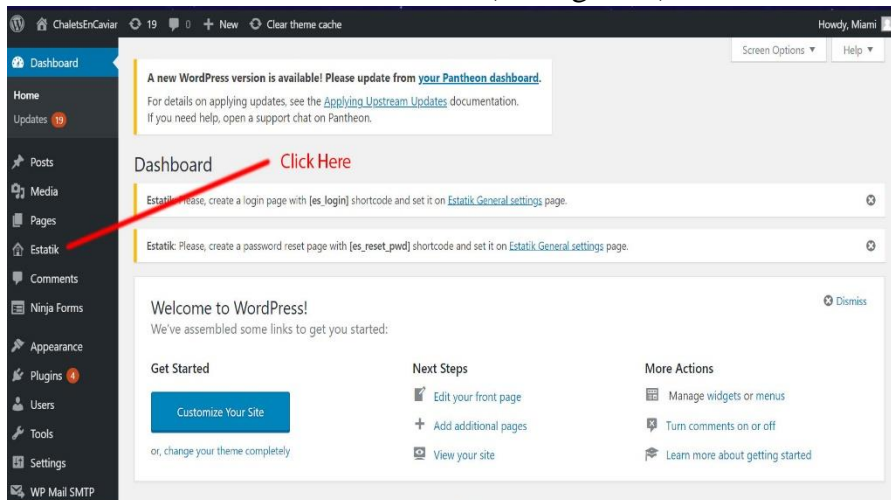 ChaletsEnCaviar 19 0 New Clear theme cache Howdy, Miami
Screen Options Help
Dashboard
Home
Updates 19
Posts
Media
Pages
Estatik
Comments
Ninja Forms
Appearance
Plugins 4
Users
Tools
Settings
WP Mail SMTP
A new WordPress version is available! Please update from your Pantheon dashboard.
For details on applying updates, see the Applying Upstream Updates documentation.
If you need help, open a support chat on Pantheon.
Dashboard
Click Here
Estatik: Please, create a login page with [es_login] shortcode and set it on Estatik General settings page.
Estatik: Please, create a password reset page with [es_reset_pwd] shortcode and set it on Estatik General settings page.
Welcome to WordPress!
Dismiss
We've assembled some links to get you started:
Get Started
Customize Your Site
or, change your theme completely
Next Steps
Edit your front page
Add additional pages
View your site
More Actions
Manage widgets or menus
Turn comments on or off
Learn more about getting started